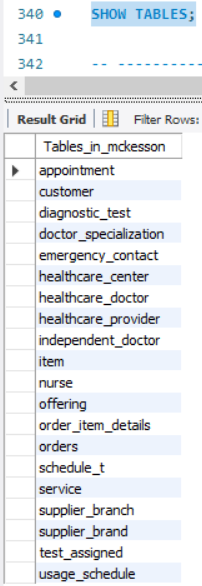 340 SHOW TABLES;
341
342 -- ----------
Result Grid Filter Rows:
Tables_in_mckesson
appointment
customer
diagnostic_test
doctor_specialization
emergency_contact
healthcare_center
healthcare_doctor
healthcare_provider
independent_doctor
item
nurse
offering
order_item_details
orders
schedule_t
service
supplier_branch
supplier_brand
test_assigned
usage_schedule